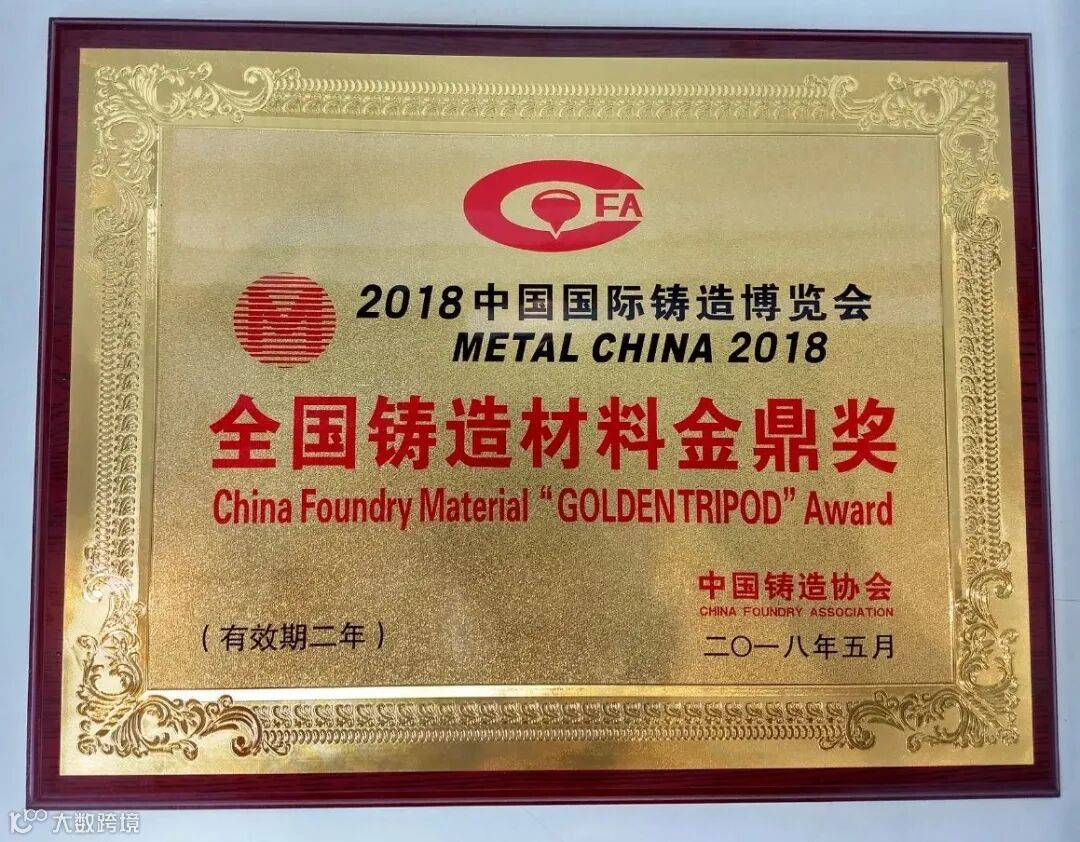 CFA
2018中国国际铸造博览会
METAL CHINA 2018
全国铸造材料金鼎奖
China Foundry Material “GOLDENTRIPOD” Award
中国铸造协会
CHINA FOUNDRY ASSOCIATION
（有效期二年）
二〇一八年五月
大数跨境